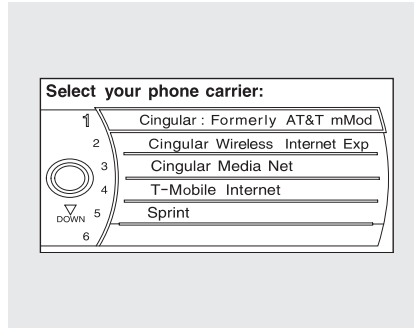 Select your phone carrier:
1 Cingular : Formerly AT&T mMod
2 Cingular Wireless Internet Exp
3 Cingular Media Net
4 T-Mobile Internet
DOWN 5 Sprint
6